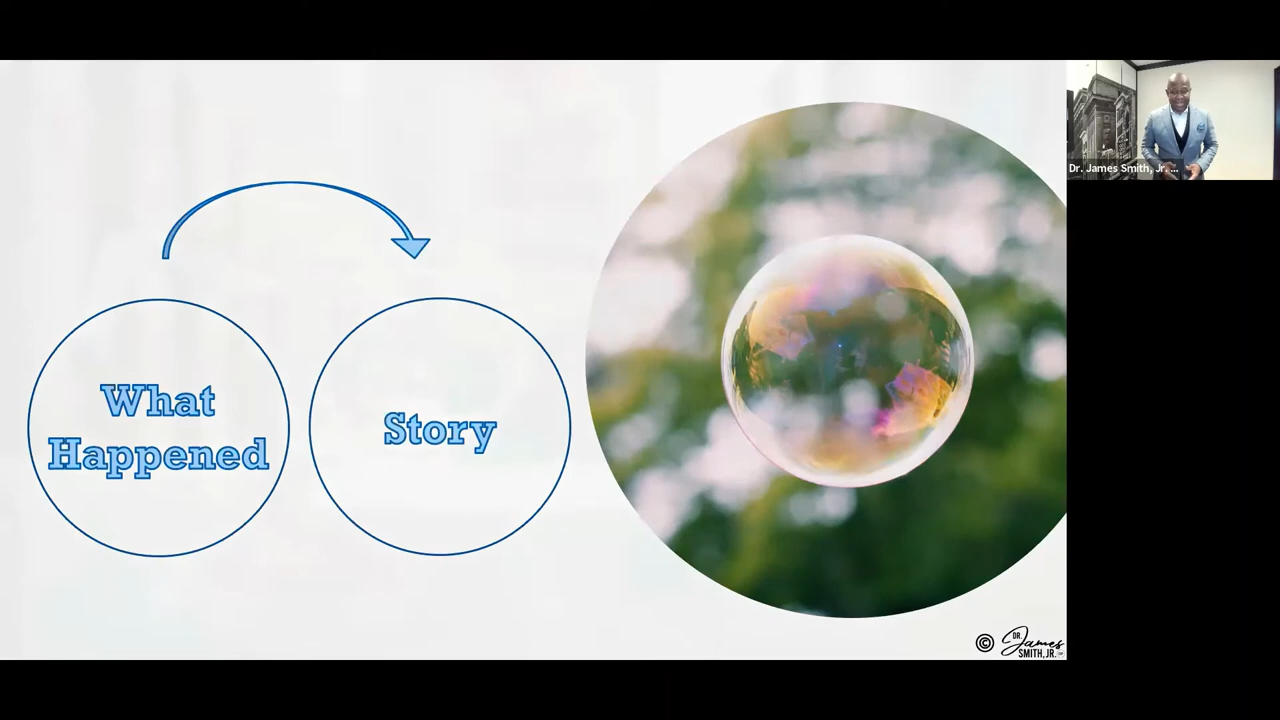 What
Happened
Story
Dr. James Smith, Jr. ...
©
DR.
James
SMITH, JR.